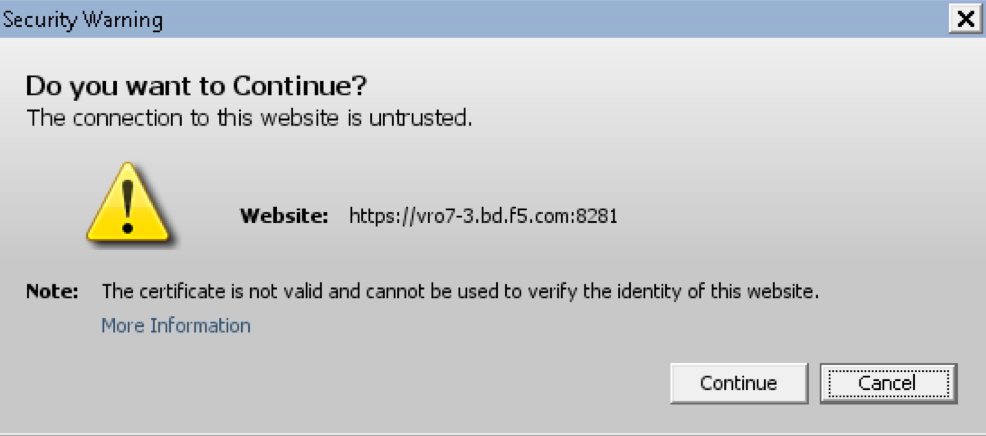 Security Warning
Do you want to Continue?
The connection to this website is untrusted.
Website: https://vro7-3.bd.f5.com:8281
Note: The certificate is not valid and cannot be used to verify the identity of this website.
More Information
Continue Cancel